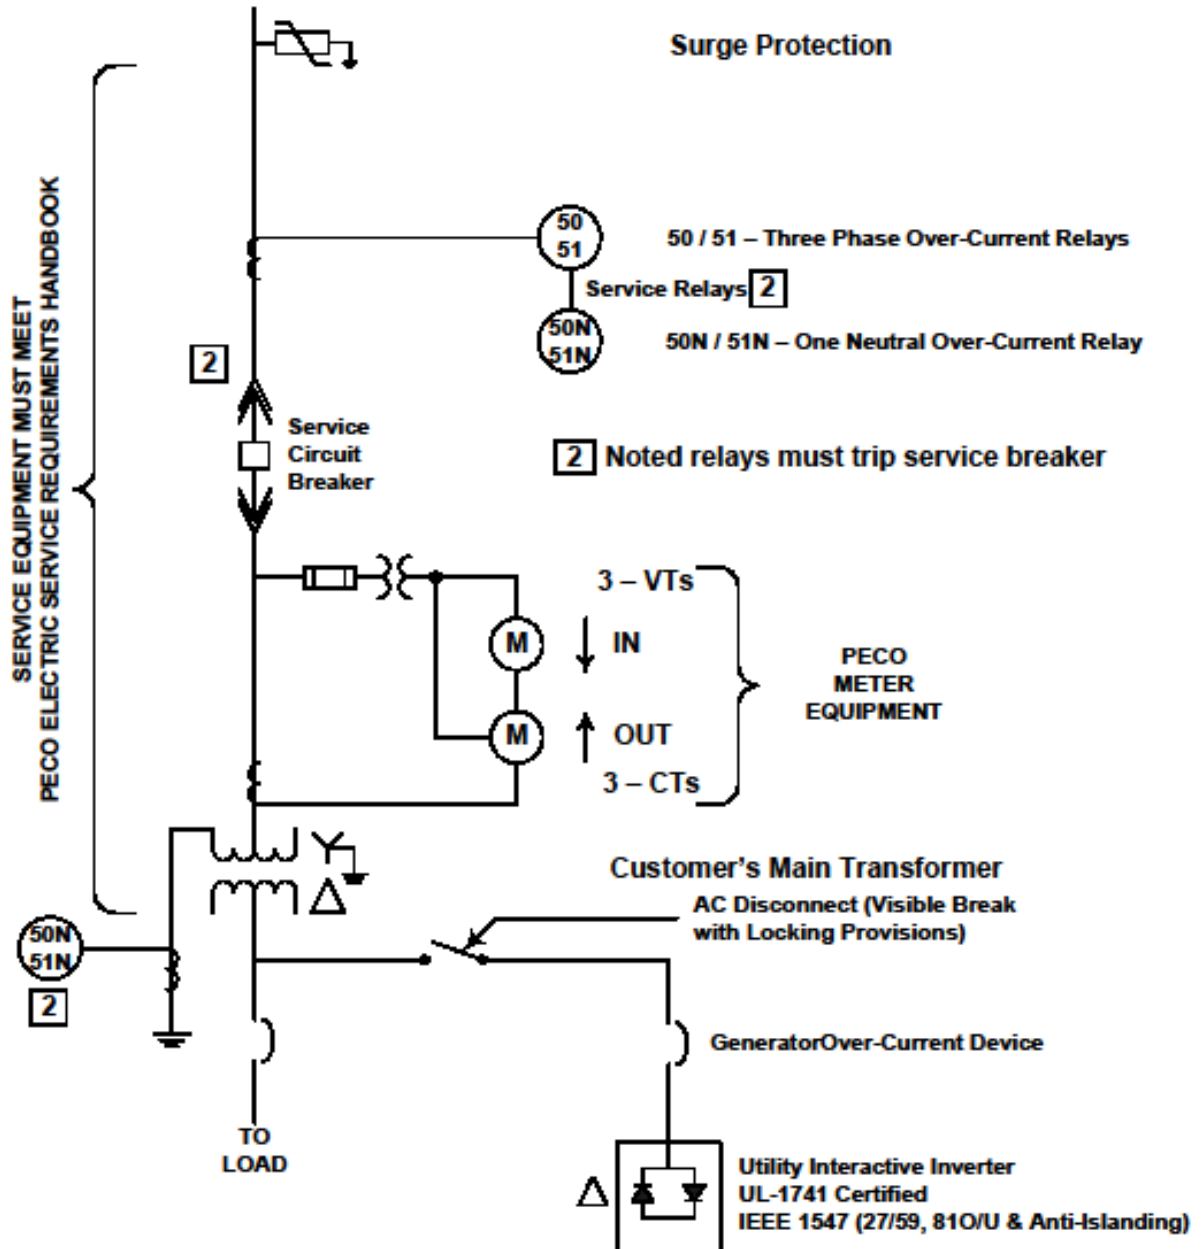 Surge Protection
SERVICE EQUIPMENT MUST MEET
PECO ELECTRIC SERVICE REQUIREMENTS HANDBOOK
50
51
50 / 51 – Three Phase Over-Current Relays
Service Relays 2
50N
51N
50N / 51N – One Neutral Over-Current Relay
2
Service
Circuit
Breaker
2 Noted relays must trip service breaker
3 – VTs
M
IN
M
OUT
3 – CTs
PECO
METER
EQUIPMENT
Customer's Main Transformer
AC Disconnect (Visible Break
with Locking Provisions)
50N
51N
2
GeneratorOver-Current Device
TO
LOAD
Utility Interactive Inverter
UL-1741 Certified
IEEE 1547 (27/59, 81O/U & Anti-Islanding)